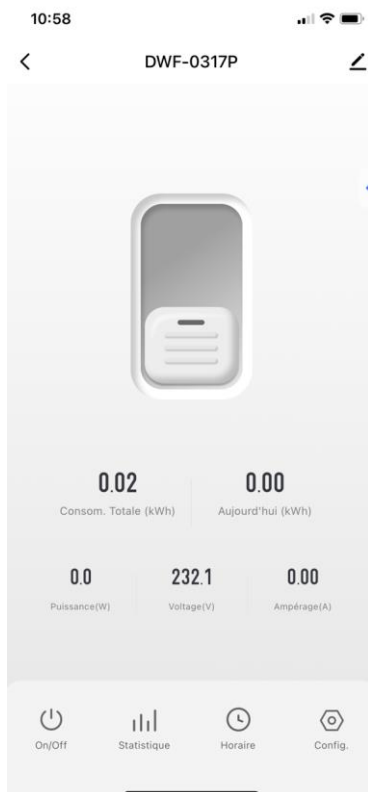 10:58
DWF-0317P
0.02
0.00
Consom. Totale (kWh)
Aujourd'hui (kWh)
0.0
232.1
0.00
Puissance(W)
Voltage(V)
Ampérage(A)
On/Off
Statistique
Horaire
Config.